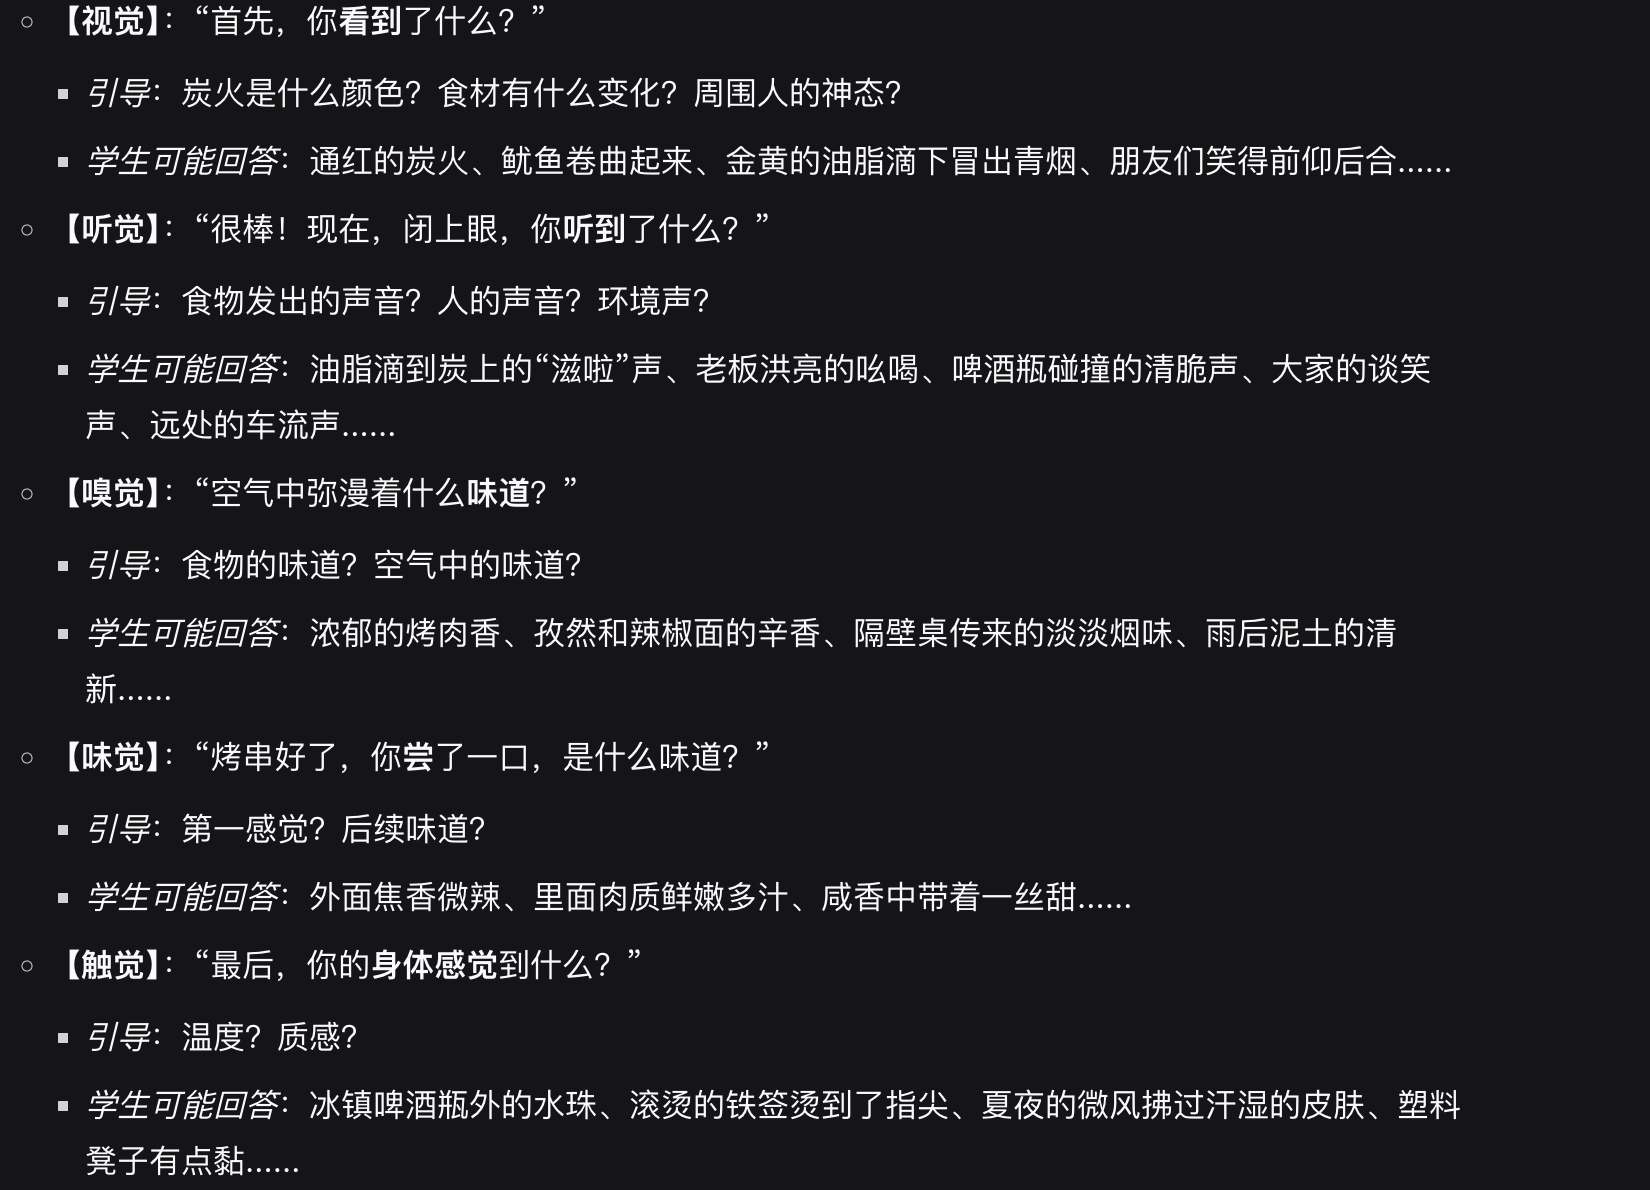 【视觉】：“首先，你看到了什么？”
引导：炭火是什么颜色？食材有什么变化？周围人的神态？
学生可能回答：通红的炭火、鱿鱼卷曲起来、金黄的油脂滴下冒出青烟、朋友们笑得前仰后合……
【听觉】：“很棒！现在，闭上眼，你听到了什么？”
引导：食物发出的声音？人的声音？环境声？
学生可能回答：油脂滴到炭上的“滋啦”声、老板洪亮的吆喝、啤酒瓶碰撞的清脆声、大家的谈笑
声、远处的车流声……
【嗅觉】：“空气中弥漫着什么味道？”
引导：食物的味道？空气中的味道？
学生可能回答：浓郁的烤肉香、孜然和辣椒面的辛香、隔壁桌传来的淡淡烟味、雨后泥土的清
新……
【味觉】：“烤串好了，你尝了一口，是什么味道？”
引导：第一感觉？后续味道？
学生可能回答：外面焦香微辣、里面肉质鲜嫩多汁、咸香中带着一丝甜……
【触觉】：“最后，你的身体感觉到什么？”
引导：温度？质感？
学生可能回答：冰镇啤酒瓶外的水珠、滚烫的铁签烫到了指尖、夏夜的微风拂过汗湿的皮肤、塑料
凳子有点黏……